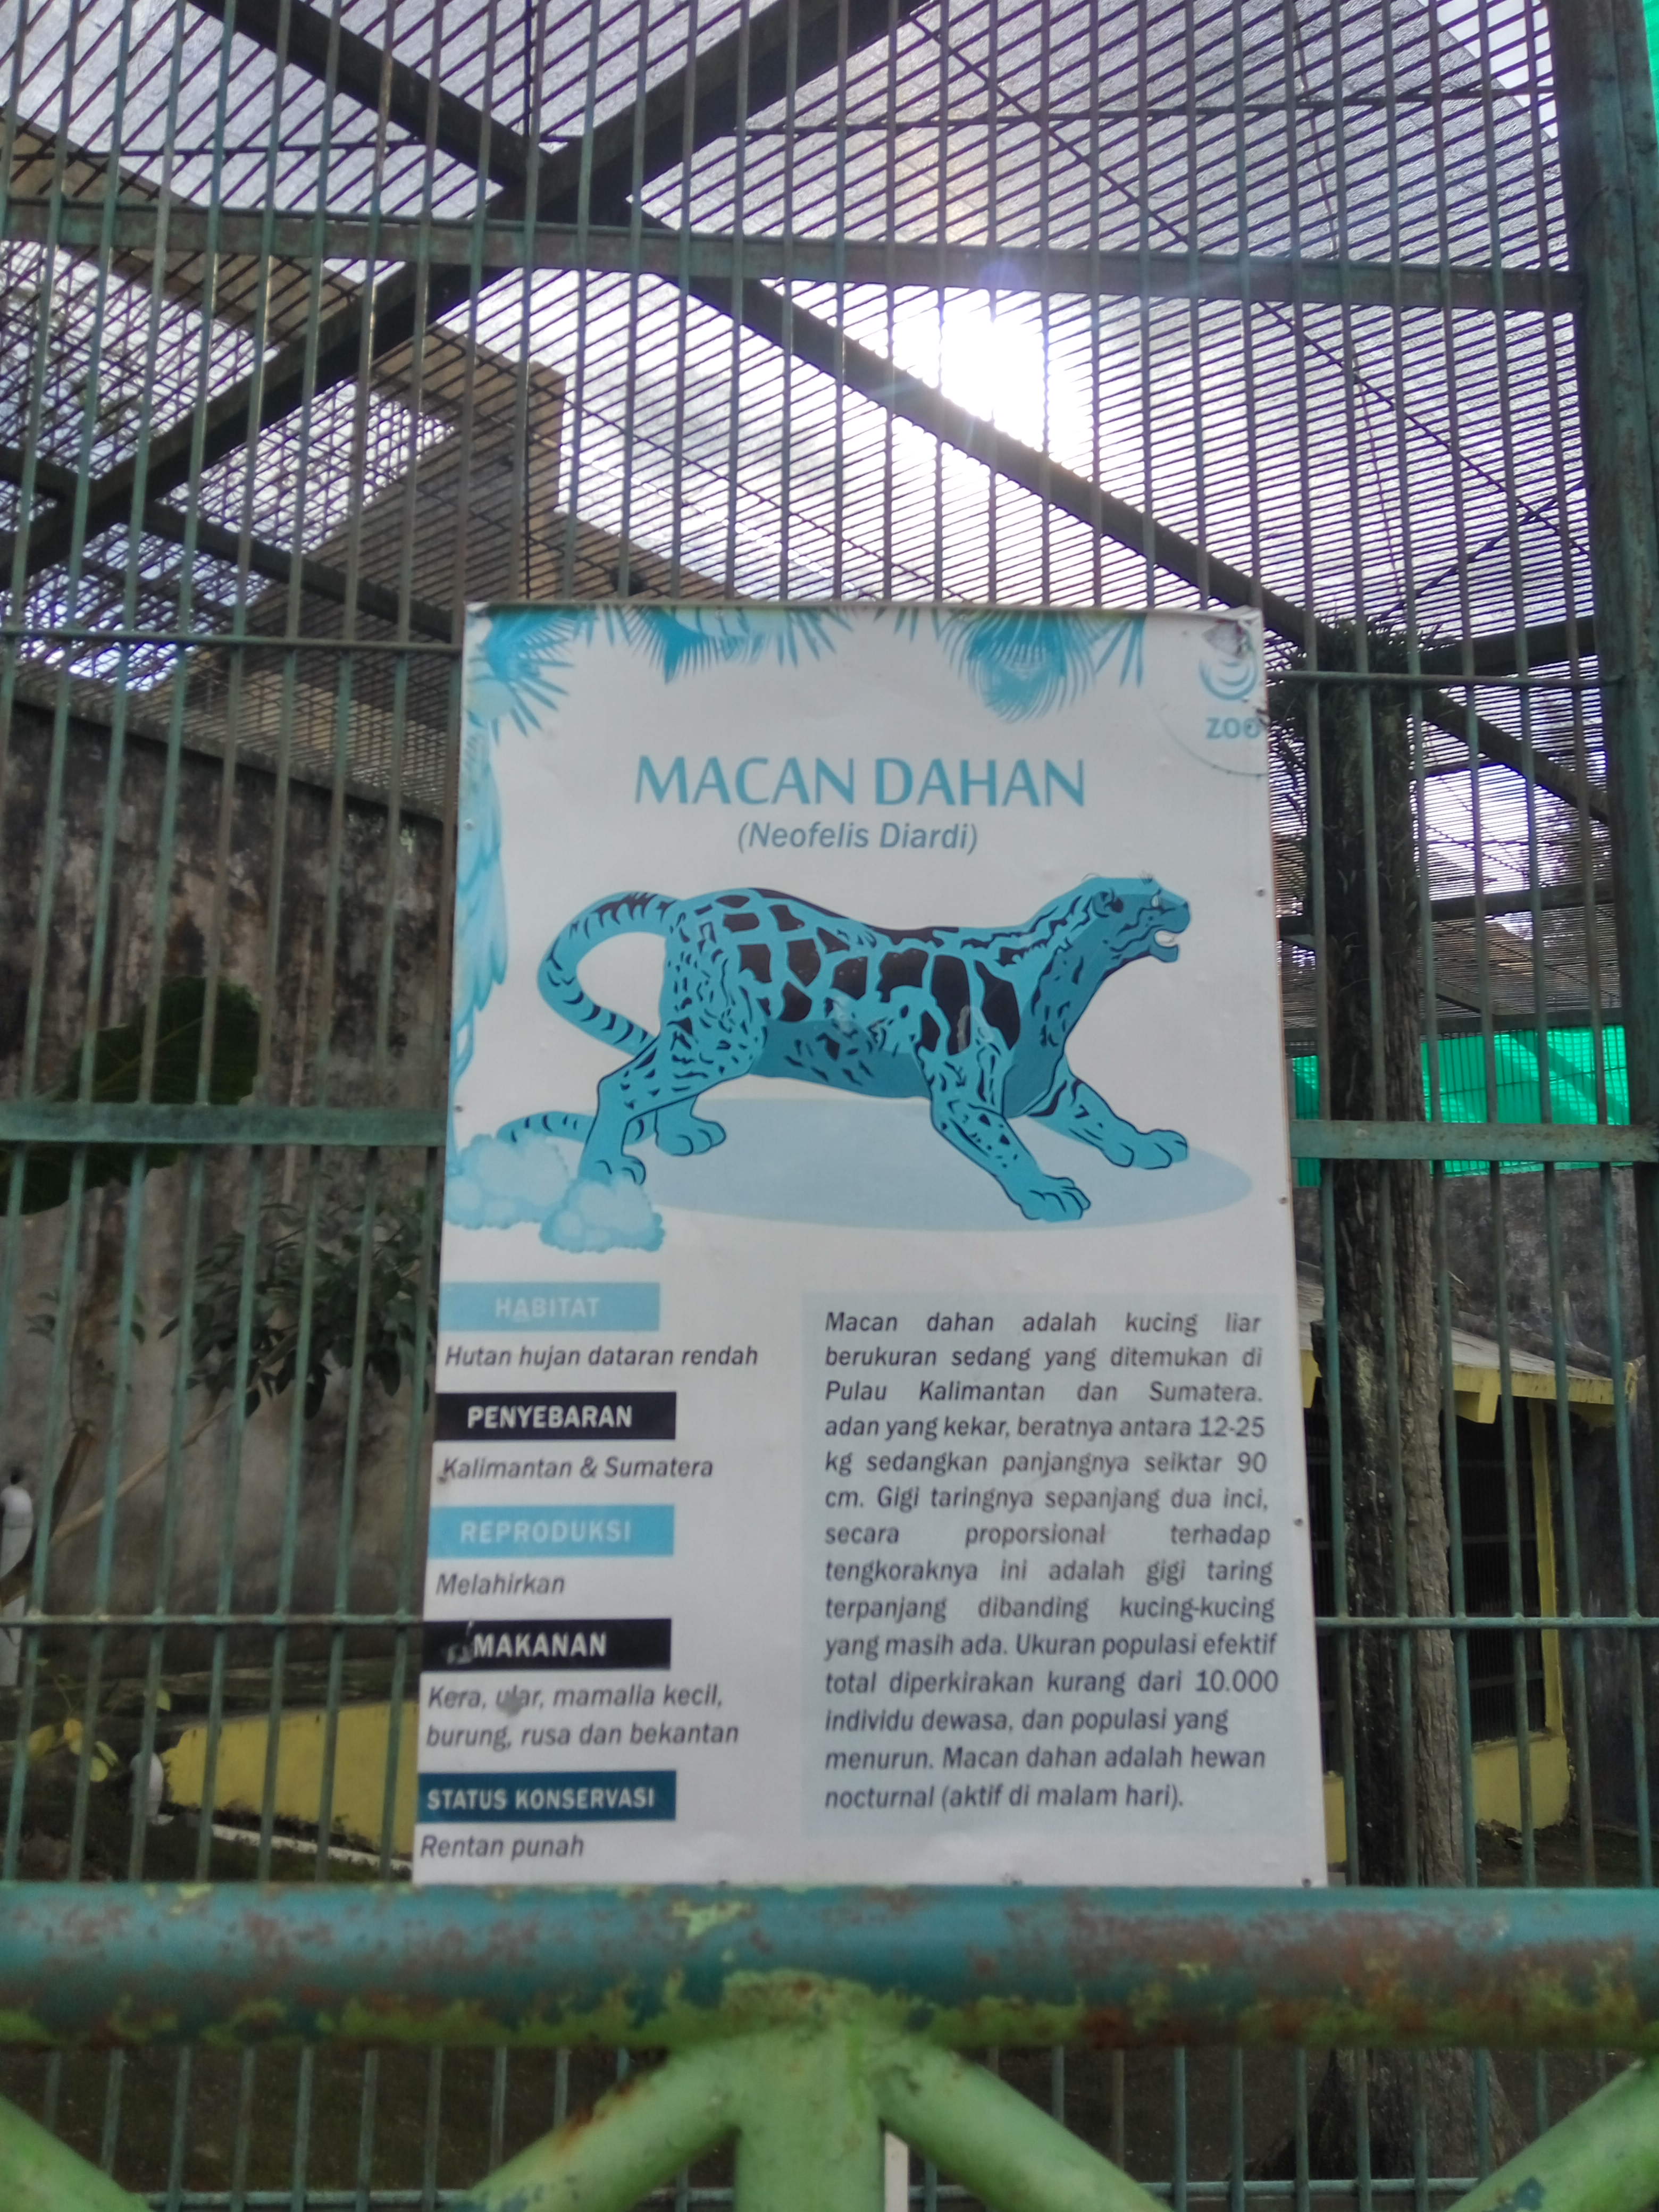 ZOO
MACAN DAHAN
(Neofelis Diardi)
HABITAT
Hutan hujan dataran rendah
PENYEBARAN
Kalimantan & Sumatera
REPRODUKSI
Melahirkan
MAKANAN
Kera, ular, mamalia kecil,
burung, rusa dan bekantan
STATUS KONSERVASI
Rentan punah
Macan dahan adalah kucing liar
berukuran sedang yang ditemukan di
Pulau Kalimantan dan Sumatera.
adan yang kekar, beratnya antara 12-25
kg sedangkan panjangnya seiktar 90
cm. Gigi taringnya sepanjang dua inci,
secara proporsional terhadap
tengkoraknya ini adalah gigi taring
terpanjang dibanding kucing-kucing
yang masih ada. Ukuran populasi efektif
total diperkirakan kurang dari 10.000
individu dewasa, dan populasi yang
menurun. Macan dahan adalah hewan
nocturnal (aktif di malam hari).